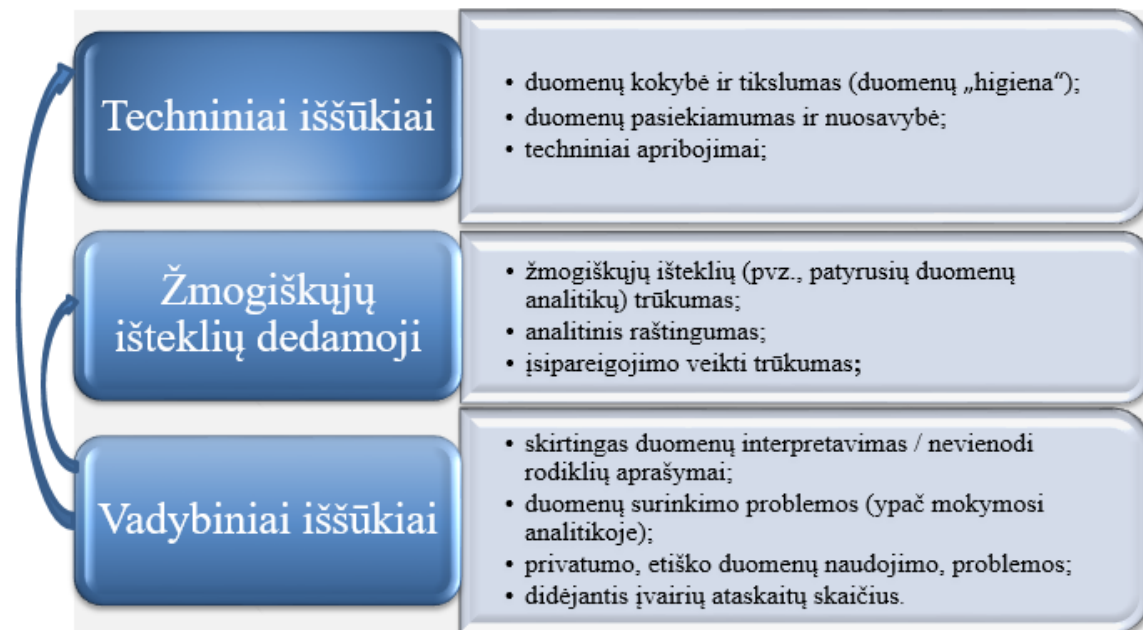 Techniniai iššūkiai
• duomenų kokybė ir tikslumas (duomenų „higiena“);
• duomenų pasiekiamumas ir nuosavybė;
• techniniai apribojimai;
Žmogiškųjų
išteklių dedamoji
• žmogiškųjų išteklių (pvz., patyrusių duomenų
analitikų) trūkumas;
• analitinis raštingumas;
• įsipareigojimo veikti trūkumas;
Vadybiniai iššūkiai
• skirtingas duomenų interpretavimas / nevienodi
rodiklių aprašymai;
• duomenų surinkimo problemos (ypač mokymosi
analitikoje);
• privatumo, etiško duomenų naudojimo, problemos;
• didėjantis įvairių ataskaitų skaičius.